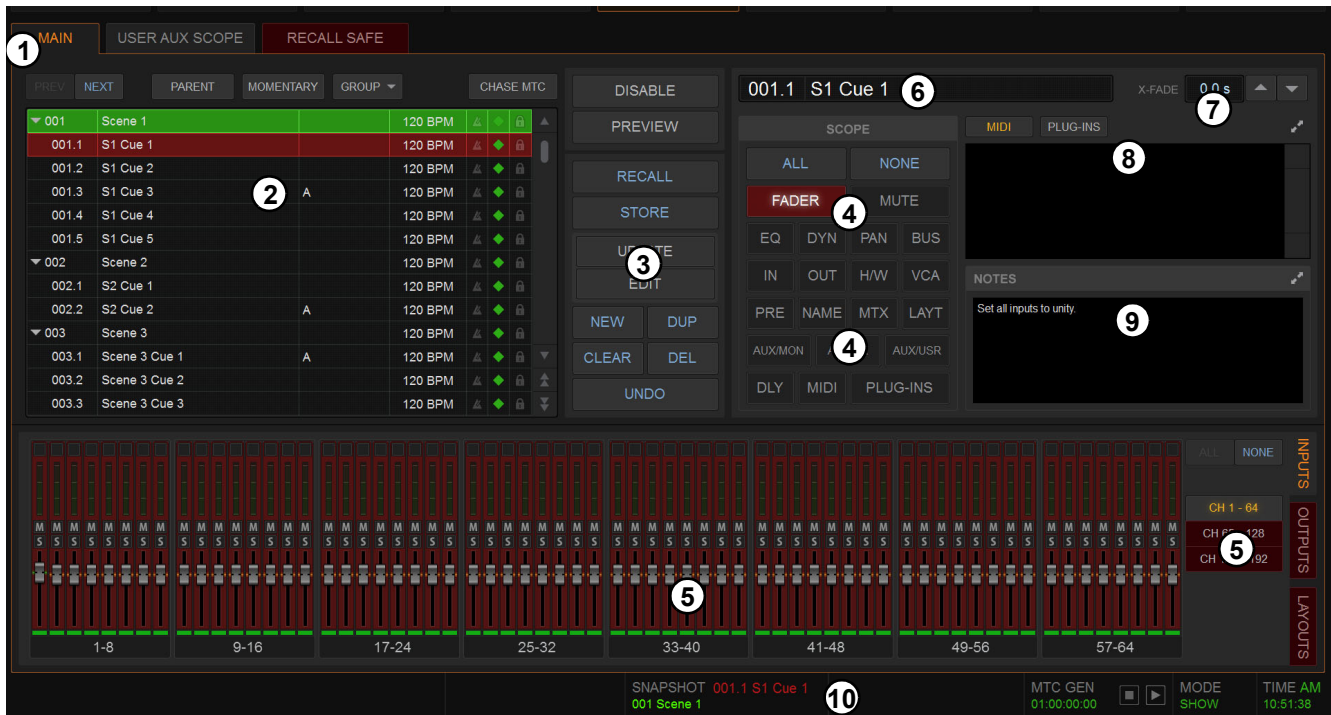 MAIN USER AUX SCOPE RECALL SAFE
1
PREV NEXT PARENT MOMENTARY GROUP CHASE MTC
001 Scene 1 120 BPM
001.1 S1 Cue 1 120 BPM
001.2 S1 Cue 2 120 BPM
001.3 S1 Cue 3 A 120 BPM
2
001.4 S1 Cue 4 120 BPM
001.5 S1 Cue 5 120 BPM
002 Scene 2 120 BPM
002.1 S2 Cue 1 120 BPM
002.2 S2 Cue 2 A 120 BPM
003 Scene 3 120 BPM
003.1 Scene 3 Cue 1 A 120 BPM
003.2 Scene 3 Cue 2 120 BPM
003.3 Scene 3 Cue 3 120 BPM
DISABLE
PREVIEW
RECALL
STORE
3
EDIT
NEW DUP
CLEAR DEL
UNDO
001.1 S1 Cue 1 6
X-FADE 0.0 s
7
SCOPE
ALL NONE
FADER MUTE
4
EQ DYN PAN BUS
IN OUT H/W VCA
PRE NAME MTX LAYT
AUX/MON 4 AUX/USR
DLY MIDI PLUG-INS
MIDI PLUG-INS
8
NOTES
Set all inputs to unity.
9
M M M M M M M M M M M M M M M M M M M M M M M M M M M M M M M M M M M M M M M M M M M M M M M M M M M M M M M M M M M M M M M M
S S S S S S S S S S S S S S S S S S S S S S S S S S S S S S S S S S S S S S S S S S S S S S S S S S S S S S S S S S S S S S S S
5
1-8 9-16 17-24 25-32 33-40 41-48 49-56 57-64
ALL NONE
CH 1 - 64
CH 128
5
CH 192
INPUTS
OUTPUTS
LAYOUTS
SNAPSHOT 001.1 S1 Cue 1
001 Scene 1
10
MTC GEN
01:00:00:00
MODE
SHOW
TIME AM
10:51:38